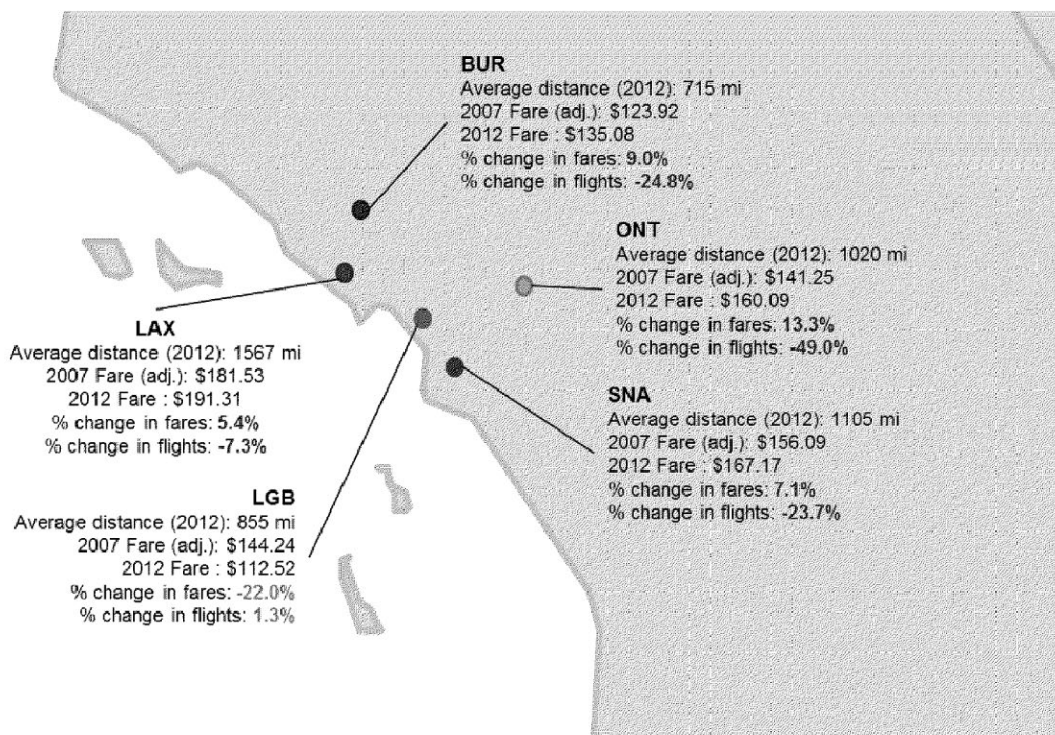 BUR
Average distance (2012): 715 mi
2007 Fare (adj.): $123.92
2012 Fare : $135.08
% change in fares: 9.0%
% change in flights: -24.8%
ONT
Average distance (2012): 1020 mi
2007 Fare (adj.): $141.25
2012 Fare : $160.09
% change in fares: 13.3%
% change in flights: -49.0%
LAX
Average distance (2012): 1567 mi
2007 Fare (adj.): $181.53
2012 Fare : $191.31
% change in fares: 5.4%
% change in flights: -7.3%
SNA
Average distance (2012): 1105 mi
2007 Fare (adj.): $156.09
2012 Fare : $167.17
% change in fares: 7.1%
% change in flights: -23.7%
LGB
Average distance (2012): 855 mi
2007 Fare (adj.): $144.24
2012 Fare : $112.52
% change in fares: -22.0%
% change in flights: 1.3%